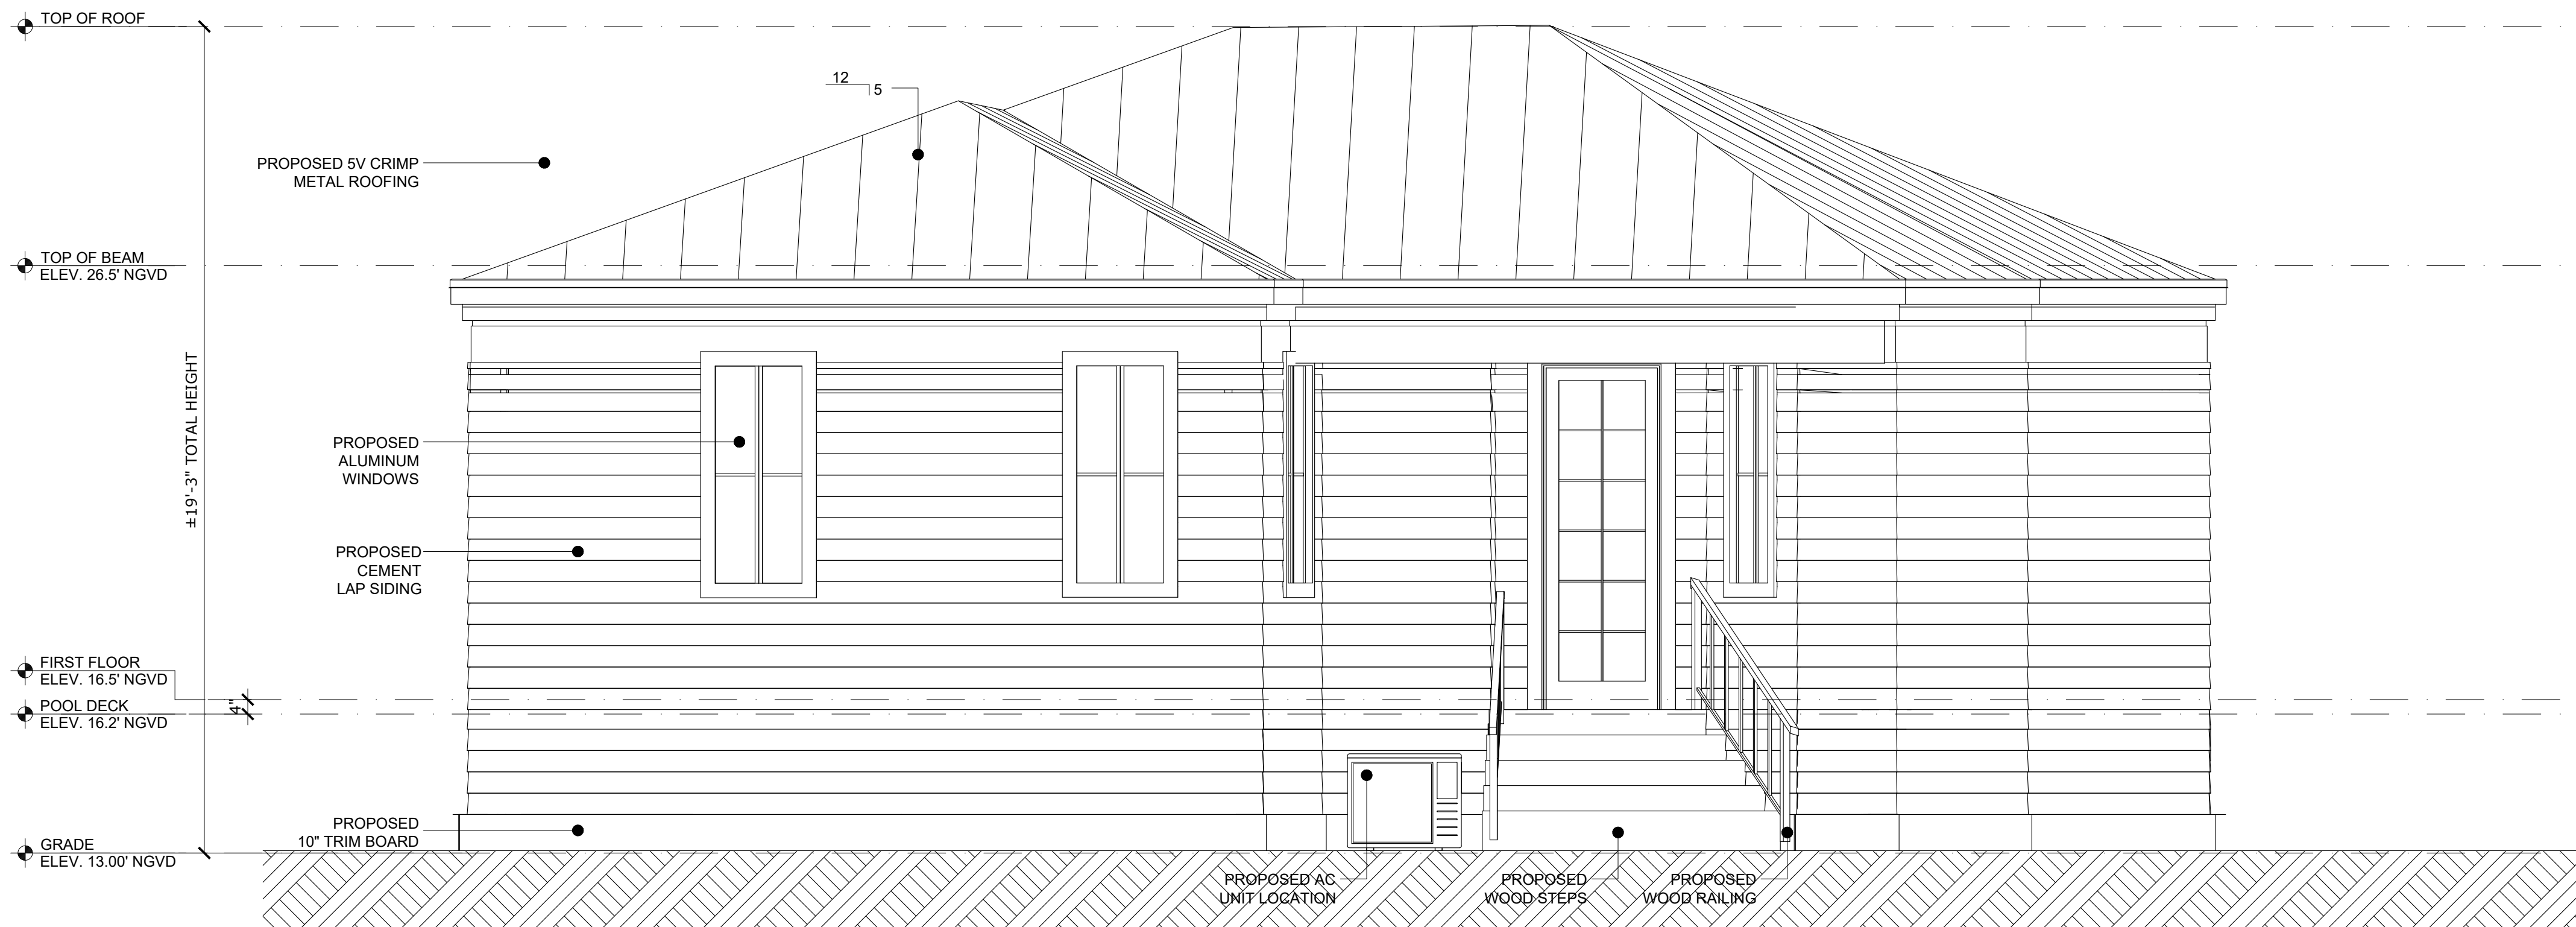 TOP OF ROOF
12
5
PROPOSED 5V CRIMP
METAL ROOFING
TOP OF BEAM
ELEV. 26.5' NGVD
±19'-3" TOTAL HEIGHT
PROPOSED
ALUMINUM
WINDOWS
PROPOSED
CEMENT
LAP SIDING
FIRST FLOOR
ELEV. 16.5' NGVD
POOL DECK
ELEV. 16.2' NGVD
4"
PROPOSED
10" TRIM BOARD
GRADE
ELEV. 13.00' NGVD
PROPOSED AC
UNIT LOCATION
PROPOSED
WOOD STEPS
PROPOSED
WOOD RAILING